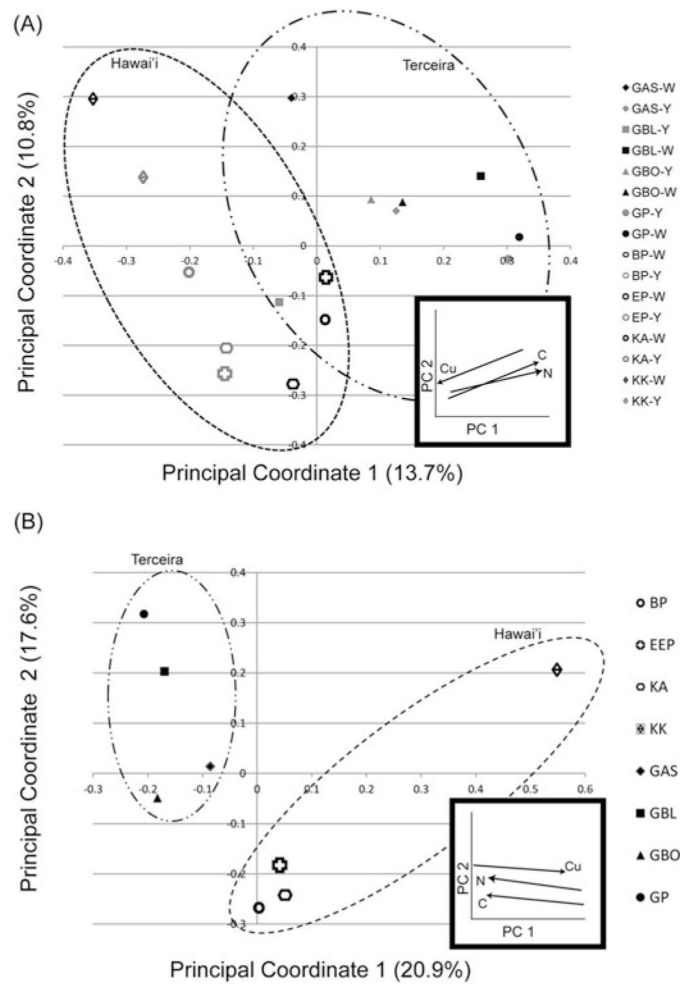 (A)
Hawai'i
Terceira
0.4
0.3
0.2
0.1
0
-0.1
-0.2
-0.3
-0.4
-0.4 -0.3 -0.2 -0.1 0 0.1 0.2 0.3 0.4
Principal Coordinate 2 (10.8%)
Principal Coordinate 1 (13.7%)
PC 2
Cu
C
N
PC 1
GAS-W
GAS-Y
GBL-Y
GBL-W
GBO-Y
GBO-W
GP-Y
GP-W
BP-W
BP-Y
EP-W
EP-Y
KA-W
KA-Y
KK-W
KK-Y
(B)
Terceira
Hawai'i
0.4
0.3
0.2
0.1
0
-0.1
-0.2
-0.3
-0.3 -0.2 -0.1 0 0.1 0.2 0.3 0.4 0.5 0.6
Principal Coordinate 2 (17.6%)
Principal Coordinate 1 (20.9%)
PC 2
Cu
N
C
PC 1
BP
EEP
KA
KK
GAS
GBL
GBO
GP